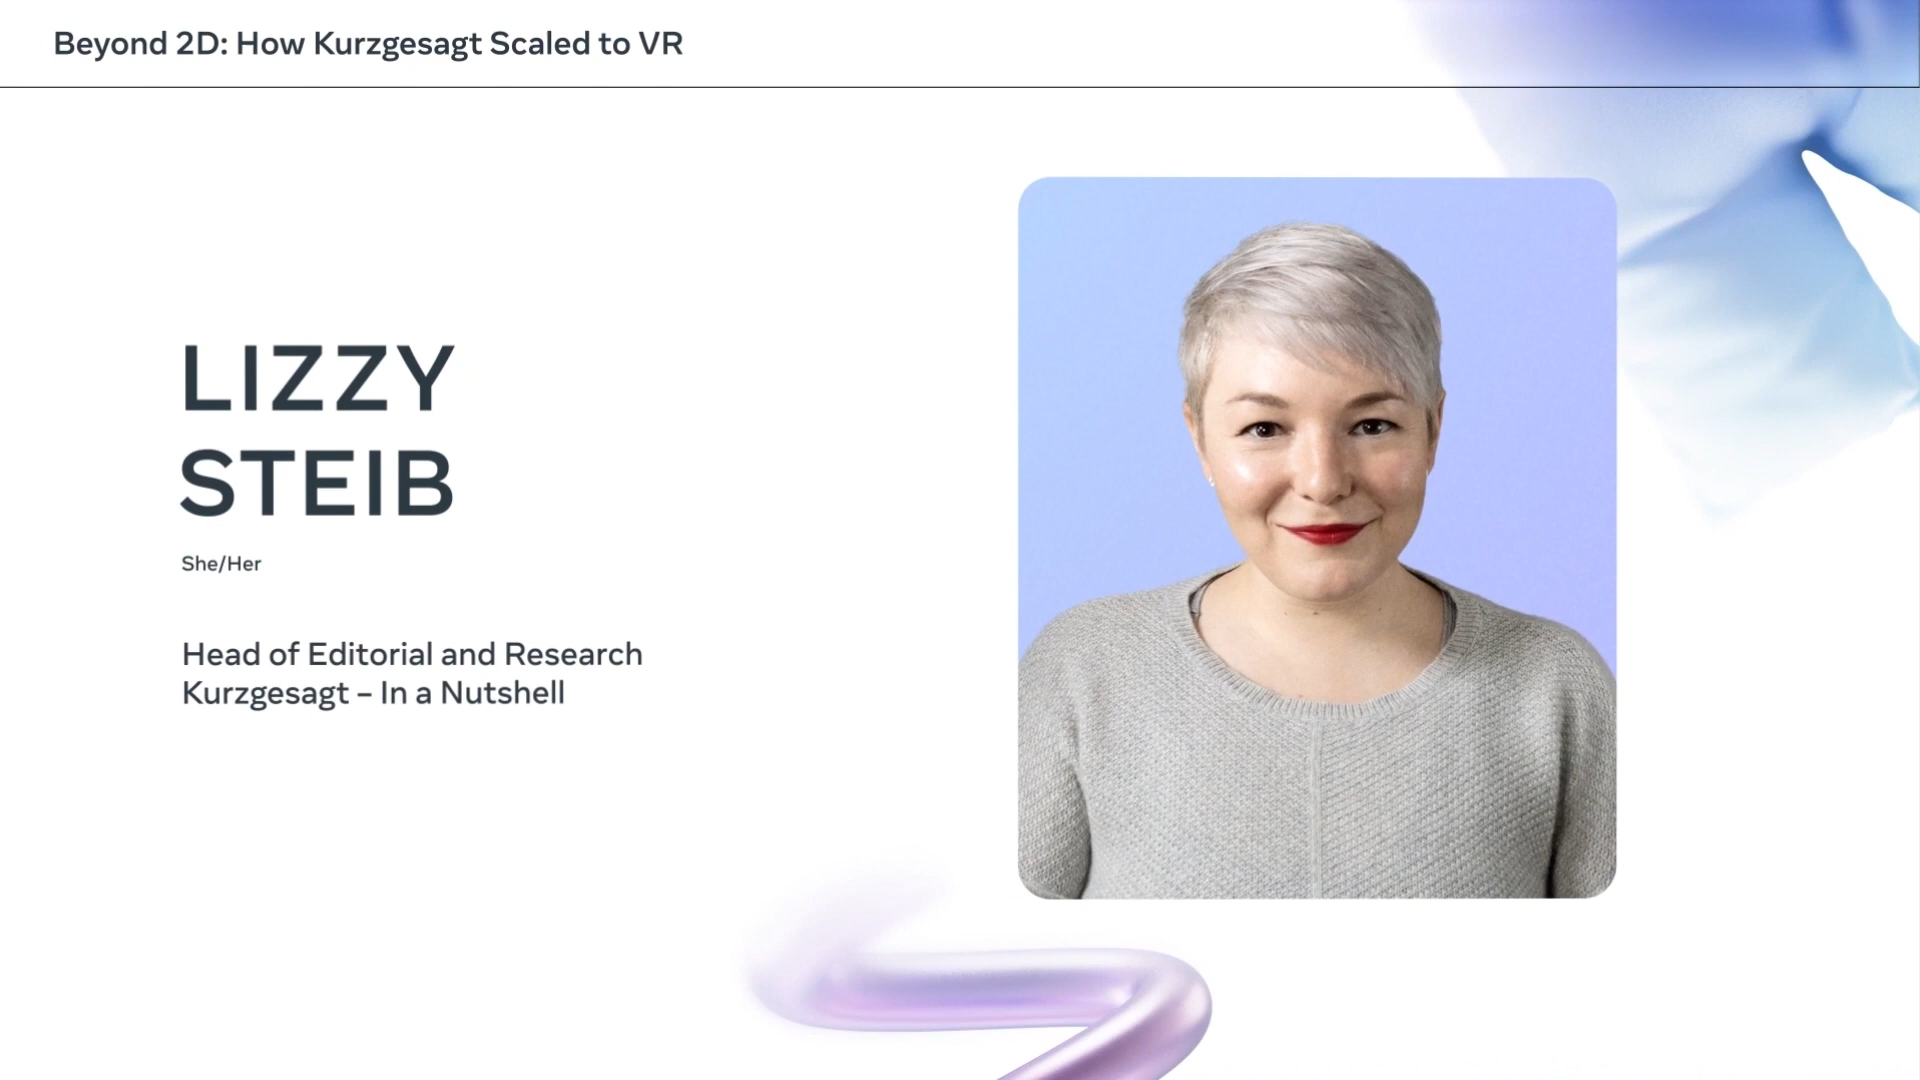 Beyond 2D: How Kurzgesagt Scaled to VR
LIZZY
STEIB
She/Her
Head of Editorial and Research
Kurzgesagt – In a Nutshell